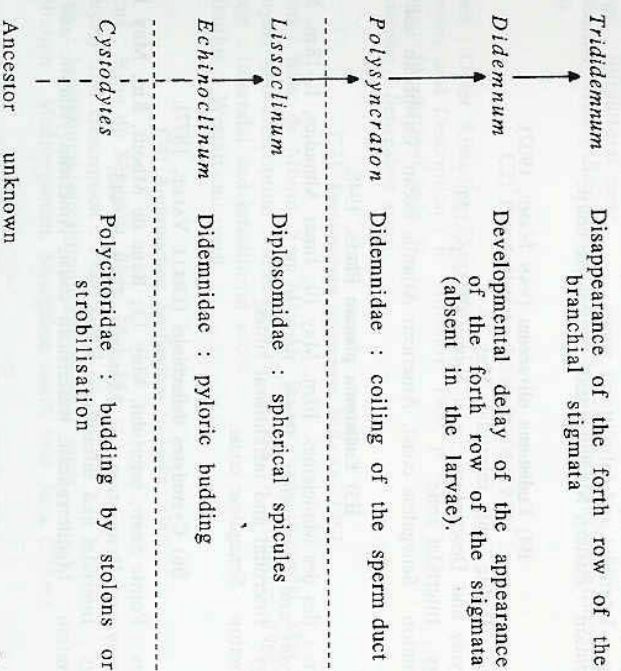 Trididemnum Disappearance of the forth row of the
branchial stigmata
Didemnum Developmental delay of the appearance
of the forth row of the stigmata
(absent in the larvae).
Polysyncraton Didemnidae : coiling of the sperm duct
Lissoclinum Diplosomidae : spherical spicules
Echinoclinum Didemnidae : pyloric budding
Cystodytes Polycitoridae : budding by stolons or
strobilisation
Ancestor unknown